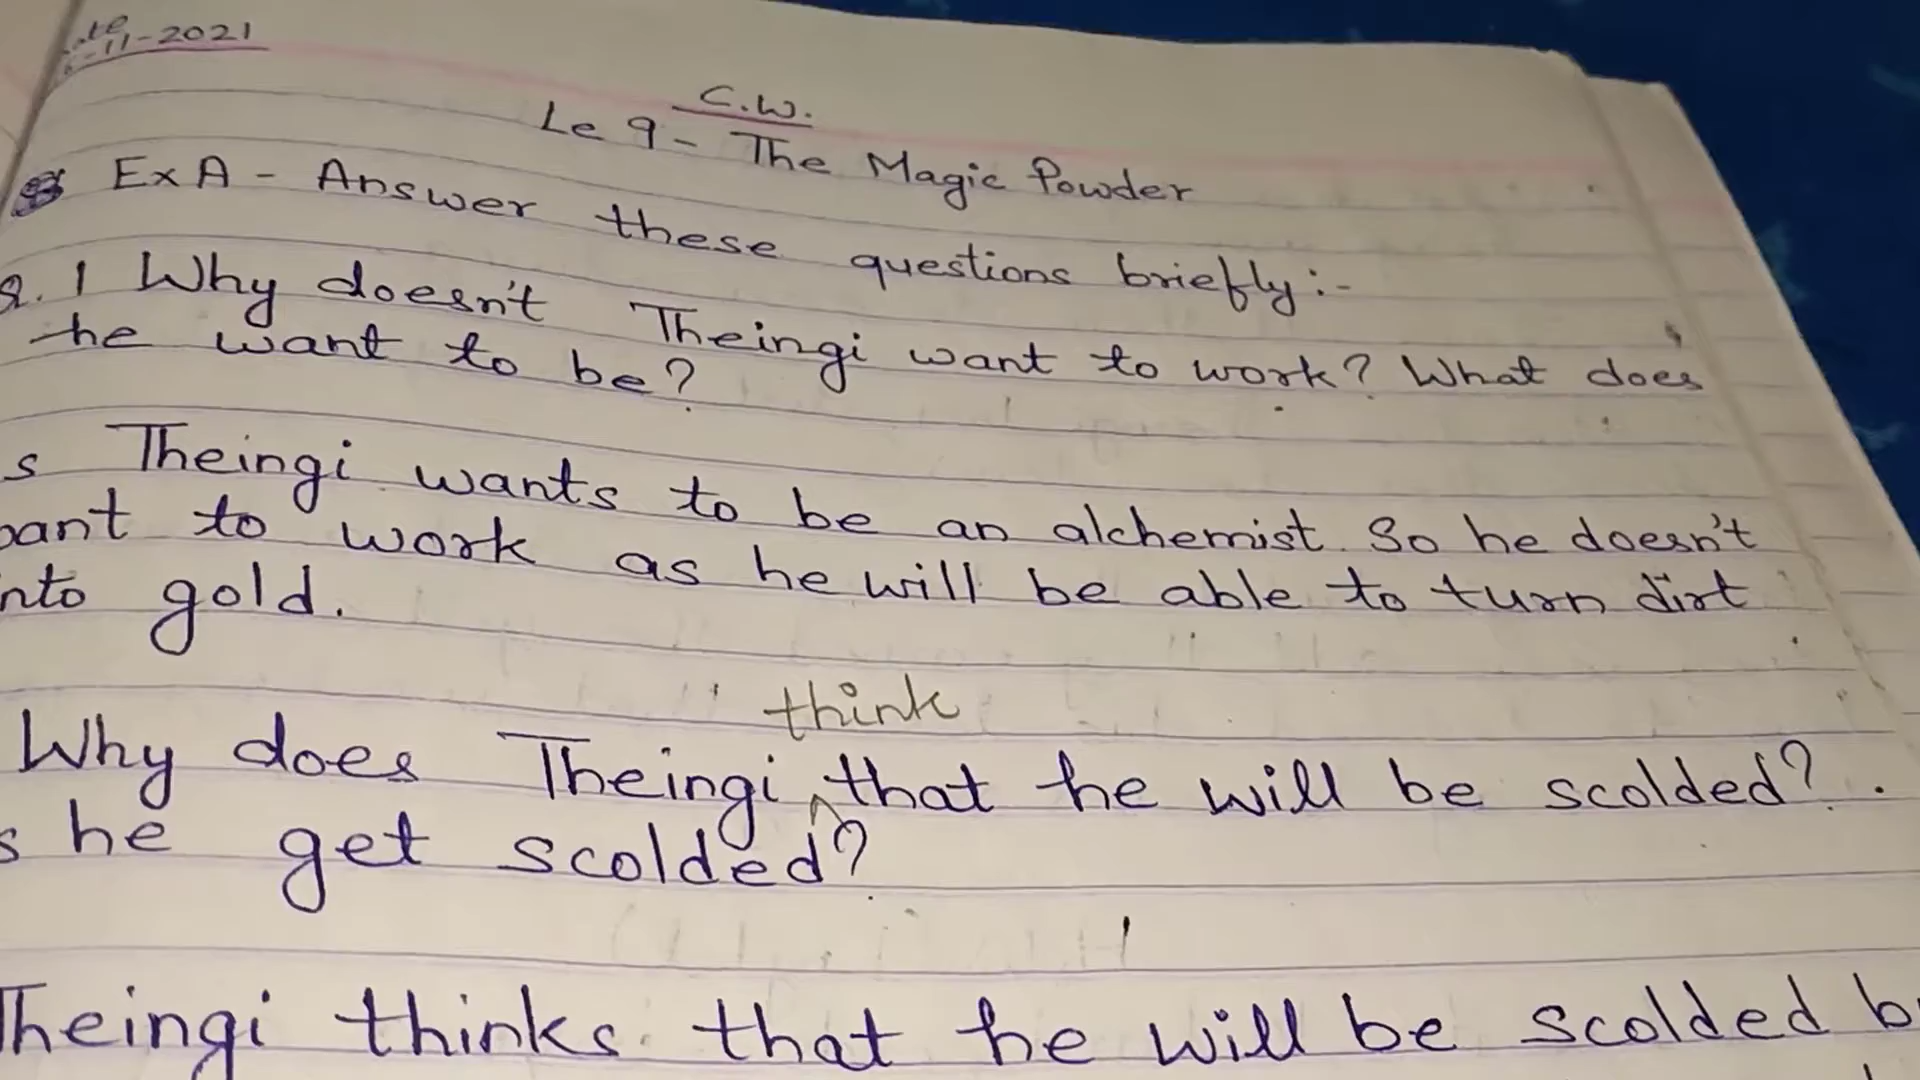 -11-2021
C.W.
Le 9 - The Magic Powder
Ex A - Answer these questions briefly:-
Q.1 Why doesn't Theingi want to work? What does
he want to be?
s Theingi wants to be an alchemist. So he doesn't
to work as he will be able to turn dirt
nto gold.
think
Why does Theingi ^ that he will be scolded?
s he get scolded?
Theingi thinks that he will be scolded b